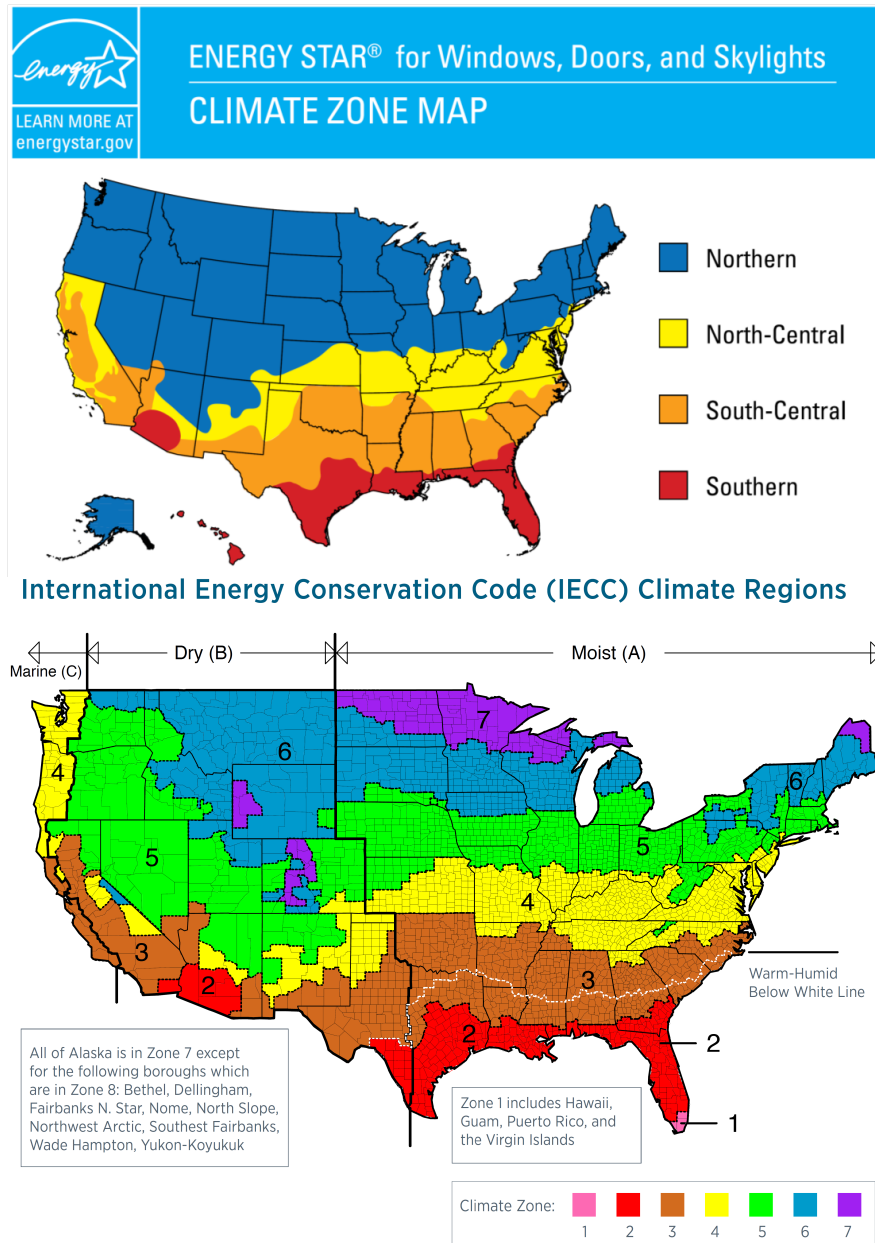 energy
LEARN MORE AT
energystar.gov
ENERGY STAR® for Windows, Doors, and Skylights
CLIMATE ZONE MAP
Northern
North-Central
South-Central
Southern
International Energy Conservation Code (IECC) Climate Regions
Marine (C)
Dry (B)
Moist (A)
7
6
4
6
5
5
4
3
3
2
2
Warm-Humid
Below White Line
2
1
All of Alaska is in Zone 7 except
for the following boroughs which
are in Zone 8: Bethel, Dellingham,
Fairbanks N. Star, Nome, North Slope,
Northwest Arctic, Southest Fairbanks,
Wade Hampton, Yukon-Koyukuk
Zone 1 includes Hawaii,
Guam, Puerto Rico, and
the Virgin Islands
Climate Zone:
1 2 3 4 5 6 7